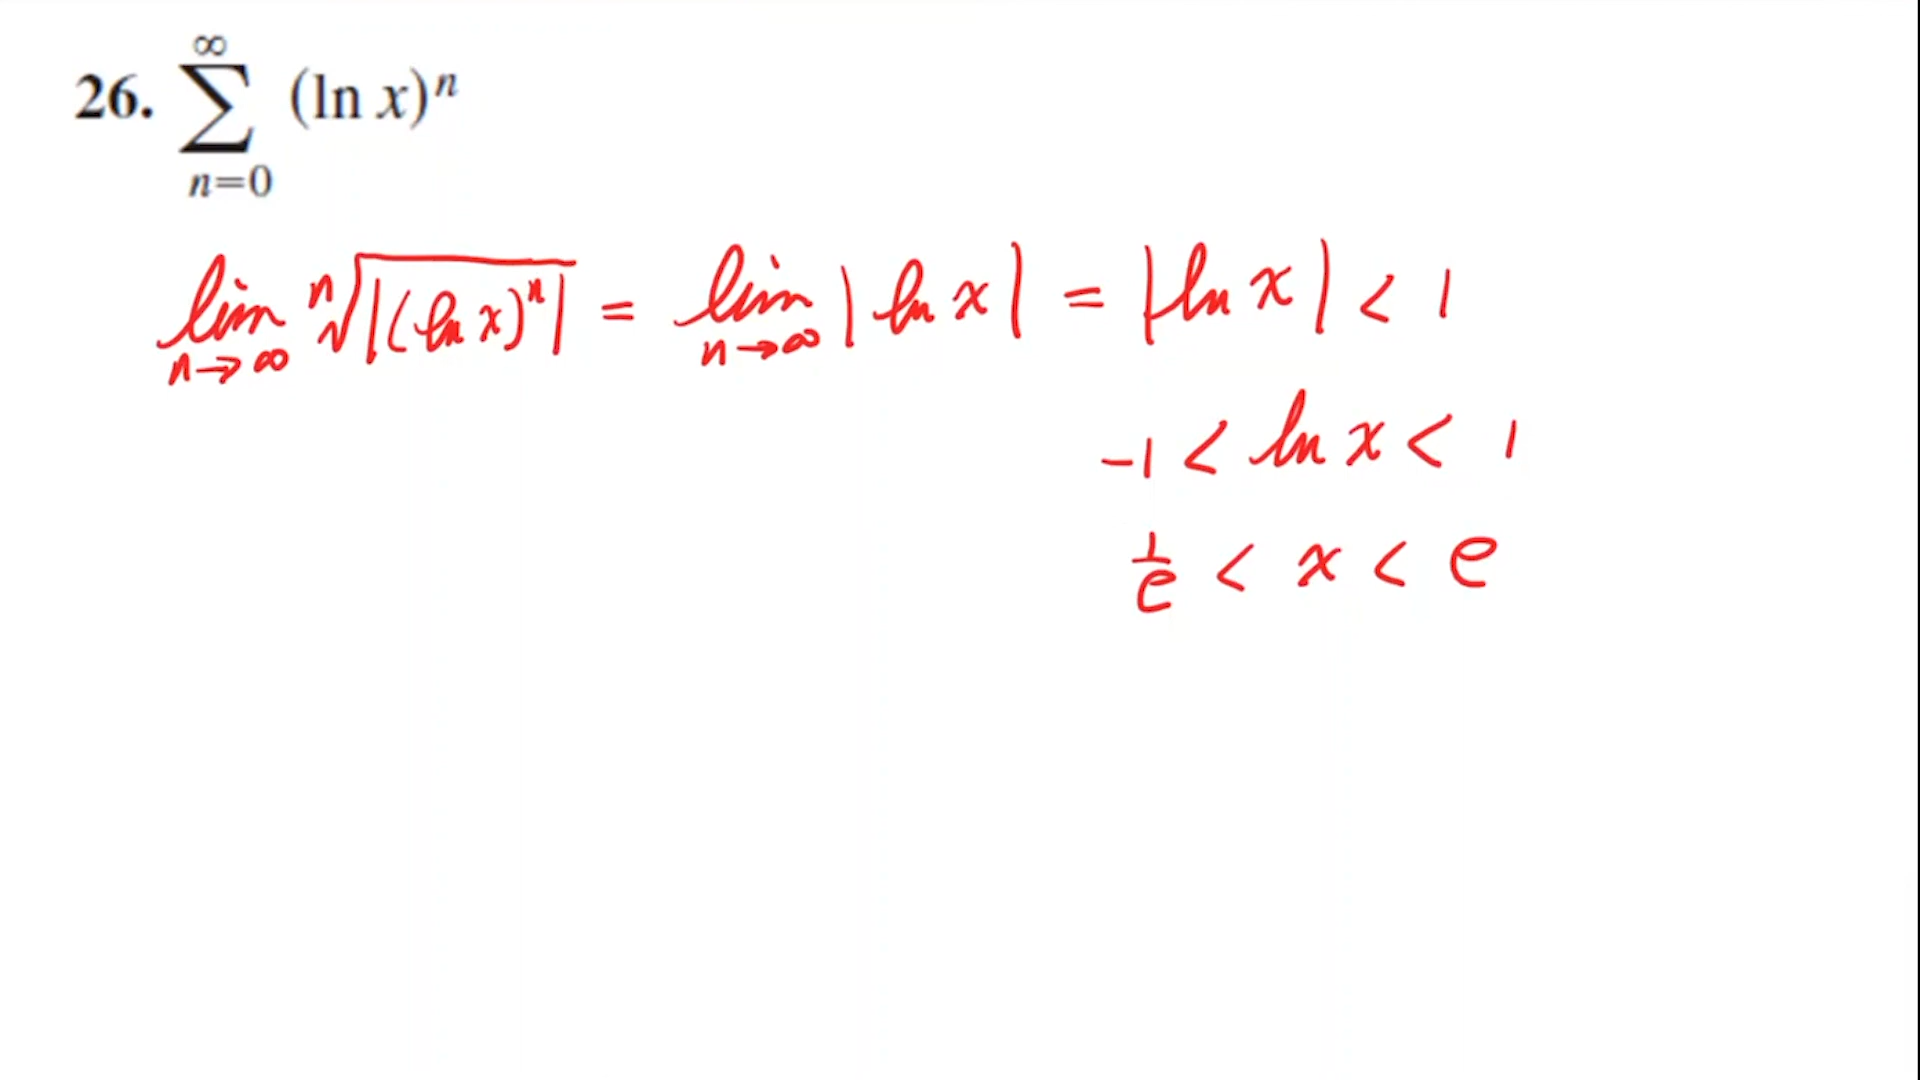 26. ∑_{n=0}^{∞} (ln x)^n
lim_{n→∞} ⁿ√|(ln x)^n| = lim_{n→∞} |ln x| = |ln x| < 1
-1 < ln x < 1
1/e < x < e